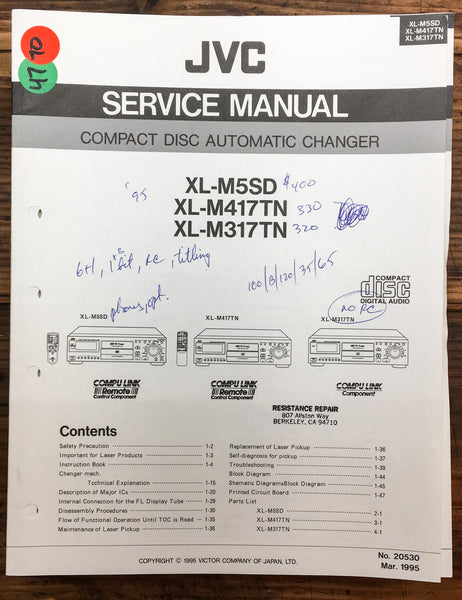 XL-M5SD
XL-M417TN
XL-M317TN
70
47
JVC
SERVICE MANUAL
COMPACT DISC AUTOMATIC CHANGER
'95
XL-M5SD $400
XL-M417TN 330
XL-M317TN 320
6+1, 1 bit, RC, titling
100/8/120/35/65
phones, opt.
COMPACT
disc
DIGITAL AUDIO
NO RC
XL-M5SD
XL-M417TN
XL-M317TN
COMPU LINK
Remote
Control Component
COMPU LINK
Remote
Control Component
COMPU LINK
Control Component
RESISTANCE REPAIR
807 Allston Way
BERKELEY, CA 94710
Contents
Safety Precaution 1-2
Important for Laser Products 1-3
Instruction Book 1-4
Changer mech.
Technical Explanation 1-15
Description of Major ICs 1-20
Internal Connection for the FL Display Tube 1-29
Disassembly Procedures 1-30
Flow of Functional Operation Until TOC is Read 1-35
Maintenance of Laser Pickup 1-36
Replacement of Laser Pickup 1-36
Self-diagnosis for pickup 1-37
Troubleshooting 1-39
Block Diagram 1-44
Shematic Diagrams&Block Diagram 1-45
Printed Circuit Board 1-47
Parts List
XL-M5SD 2-1
XL-M417TN 3-1
XL-M317TN 4-1
COPYRIGHT © 1995 VICTOR COMPANY OF JAPAN, LTD.
No. 20530
Mar. 1995